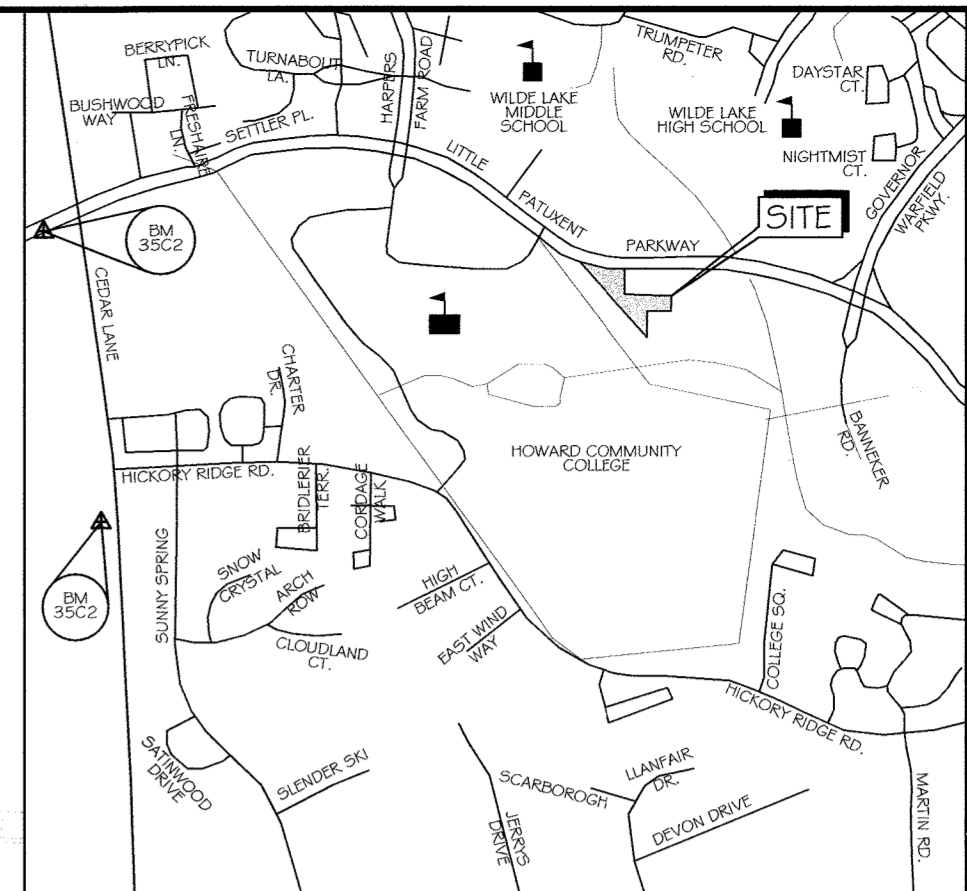 BERRYPICK
LN.
TURNABOUT
LA.
HARPERS
FARM ROAD
TRUMPETER
RD.
DAYSTAR
CT.
BUSHWOOD
WAY
FRESHAIRE
LN.
SETTLER PL.
WILDE LAKE
MIDDLE
SCHOOL
WILDE LAKE
HIGH SCHOOL
NIGHTMIST
CT.
LITTLE
PATUXENT
PARKWAY
GOVERNOR
WARFIELD
PKWY.
SITE
BM
35C2
CEDAR LANE
CHARTER
DR.
HOWARD COMMUNITY
COLLEGE
BANNEKER
RD.
HICKORY RIDGE RD.
BRIDLERIER
TERR.
CORDAGE
WALK
BM
35C2
SUNNY SPRING
SNOW
CRYSTAL
ARCH
ROW
CLOUDLAND
CT.
HIGH
BEAM CT.
EAST WIND
WAY
COLLEGE SQ.
HICKORY RIDGE RD.
SATINWOOD
DRIVE
SLENDER SKI
JERRYS
DRIVE
SCARBOROGH
LLANFAIR
DR.
DEVON DRIVE
MARTIN RD.